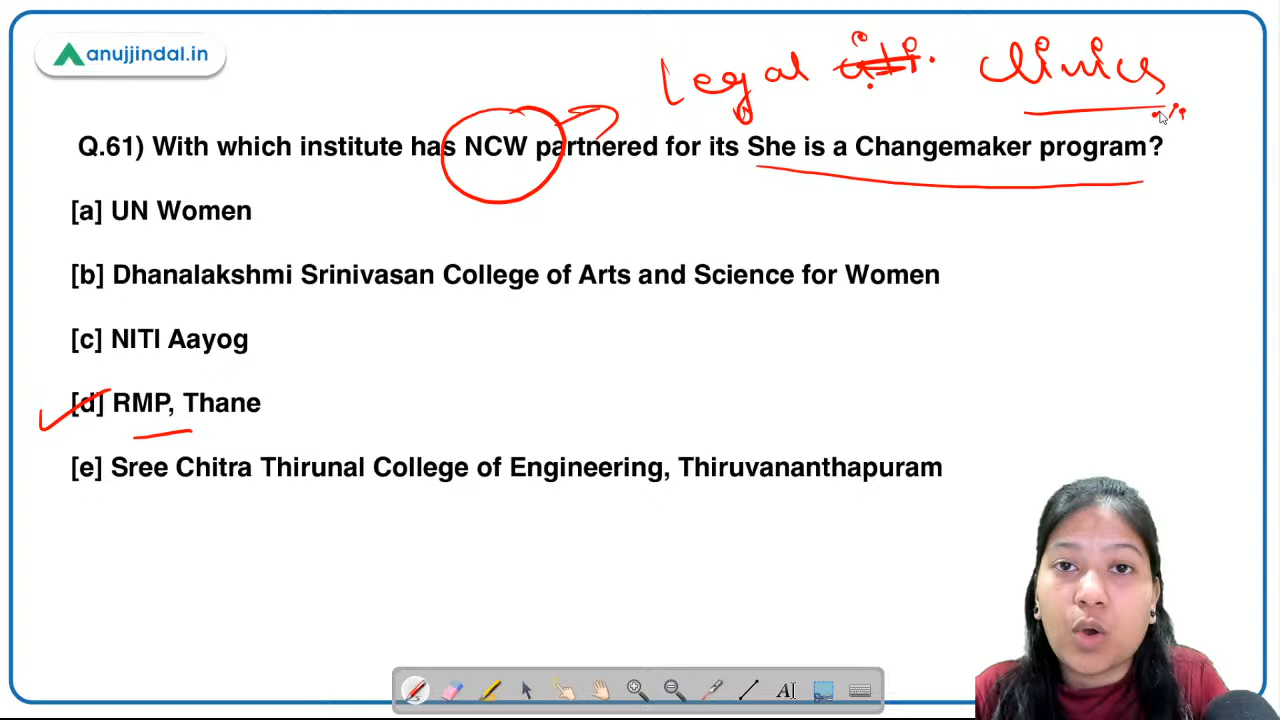 anujjindal.in
Legal clinics
Q.61) With which institute has NCW partnered for its She is a Changemaker program?
[a] UN Women
[b] Dhanalakshmi Srinivasan College of Arts and Science for Women
[c] NITI Aayog
[d] RMP, Thane
[e] Sree Chitra Thirunal College of Engineering, Thiruvananthapuram
AI